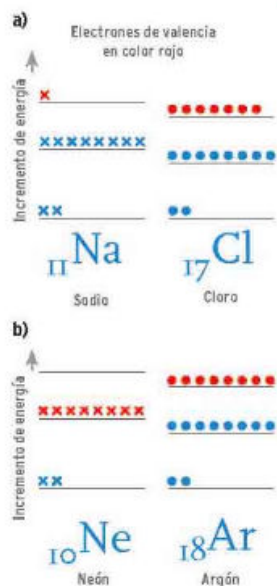 a)
Electrones de valencia
en color rojo
Incremento de energía
11Na
17Cl
Sodio
Cloro
b)
Incremento de energía
10Ne
18Ar
Neón
Argón